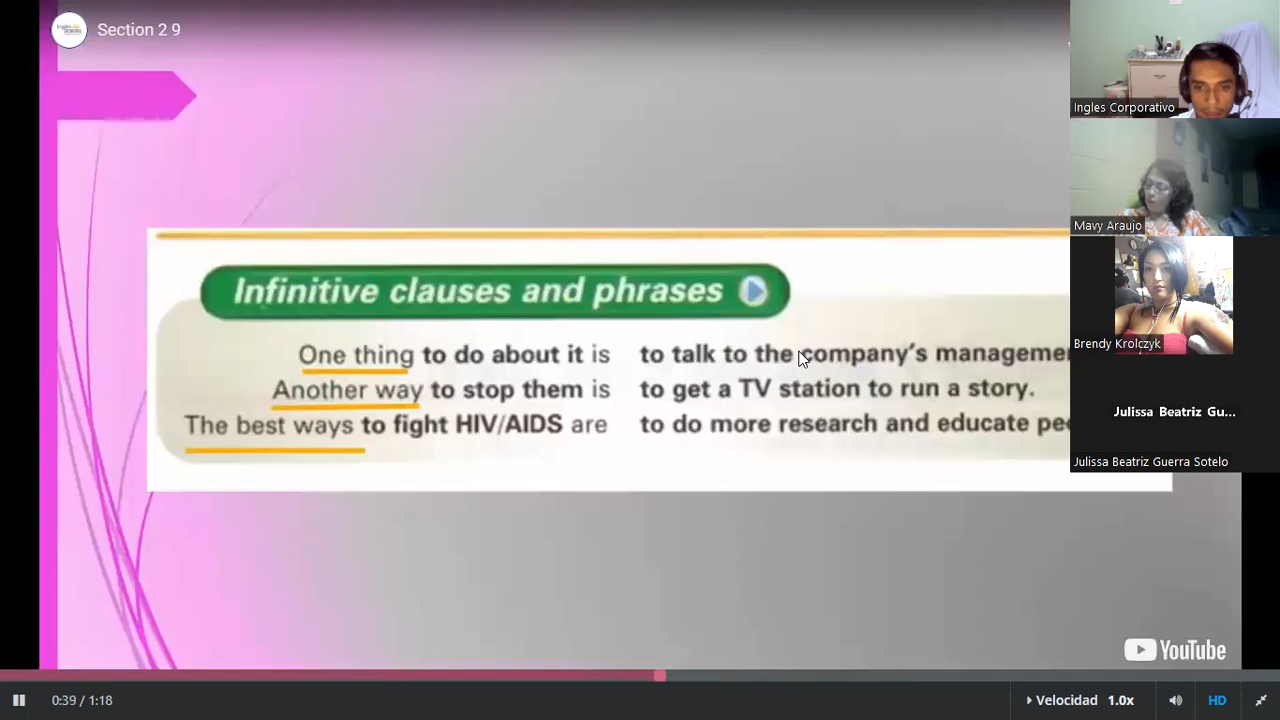 Section 2 9
Ingles Corporativo
Mavy Araujo
Brendy Krolczyk
Julissa Beatriz Gu...
Julissa Beatriz Guerra Sotelo
Infinitive clauses and phrases
One thing to do about it is to talk to the company's
Another way to stop them is to get a TV station to run a story.
The best ways to fight HIV/AIDS are to do more research and educate
YouTube
0:39 / 1:18
Velocidad 1.0x
HD